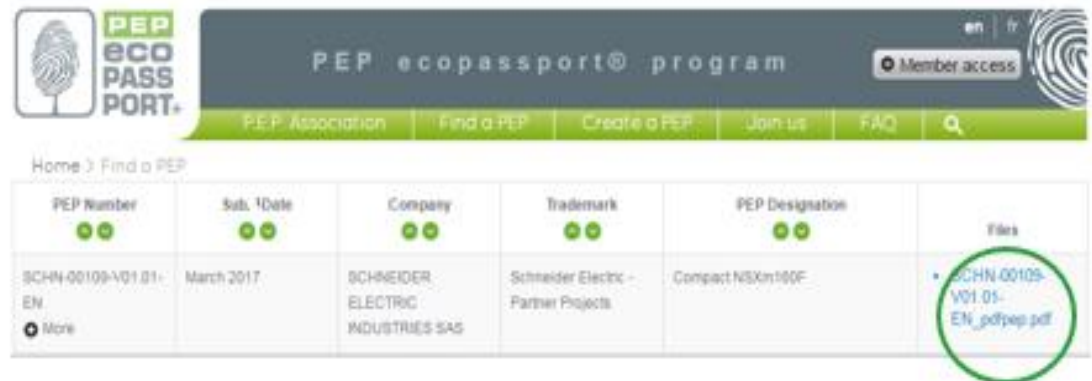 PEP
eco
PASS
PORT®
en | fr
PEP ecopassport® program
Member access
P.E.P. Association
Find a PEP
Create a PEP
Join us
FAQ
Home > Find a PEP
PEP Number
Sub. Date
Company
Trademark
PEP Designation
Files
SCHN-00109-V01.01-
EN
More
March 2017
SCHNEIDER
ELECTRIC
INDUSTRIES SAS
Schneider Electric -
Partner Projects
Compact NSXm160F
SCHN-00109-
V01.01-
EN_pdfpep.pdf